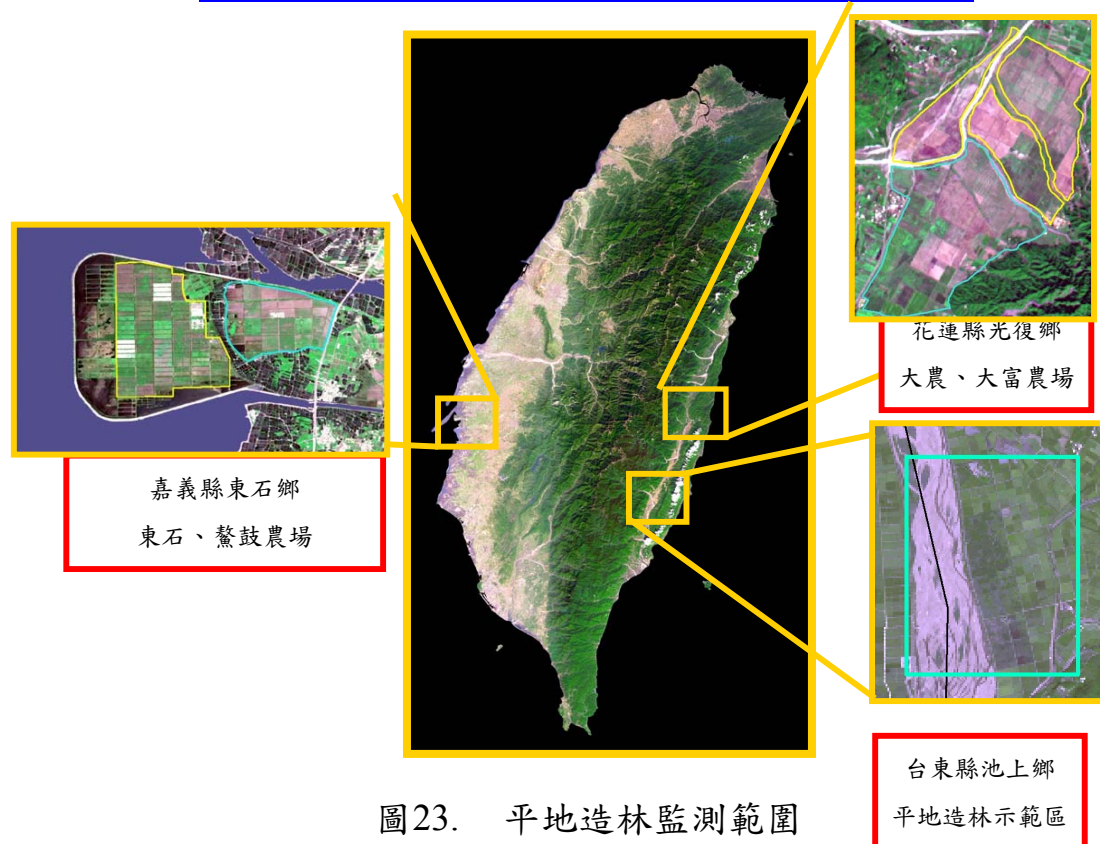 花蓮縣光復鄉
大農、大富農場
嘉義縣東石鄉
東石、鰲鼓農場
台東縣池上鄉
平地造林示範區
圖23. 平地造林監測範圍